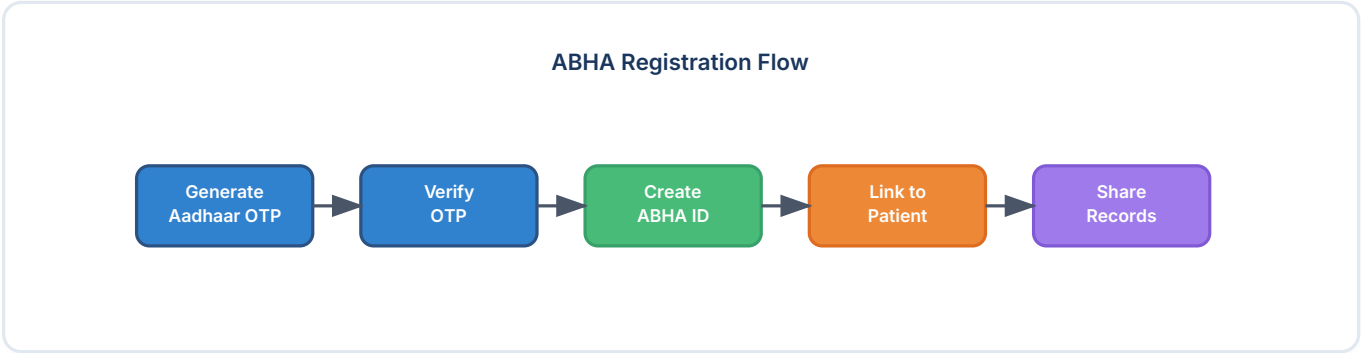 ABHA Registration Flow
Generate
Aadhaar OTP
Verify
OTP
Create
ABHA ID
Link to
Patient
Share
Records